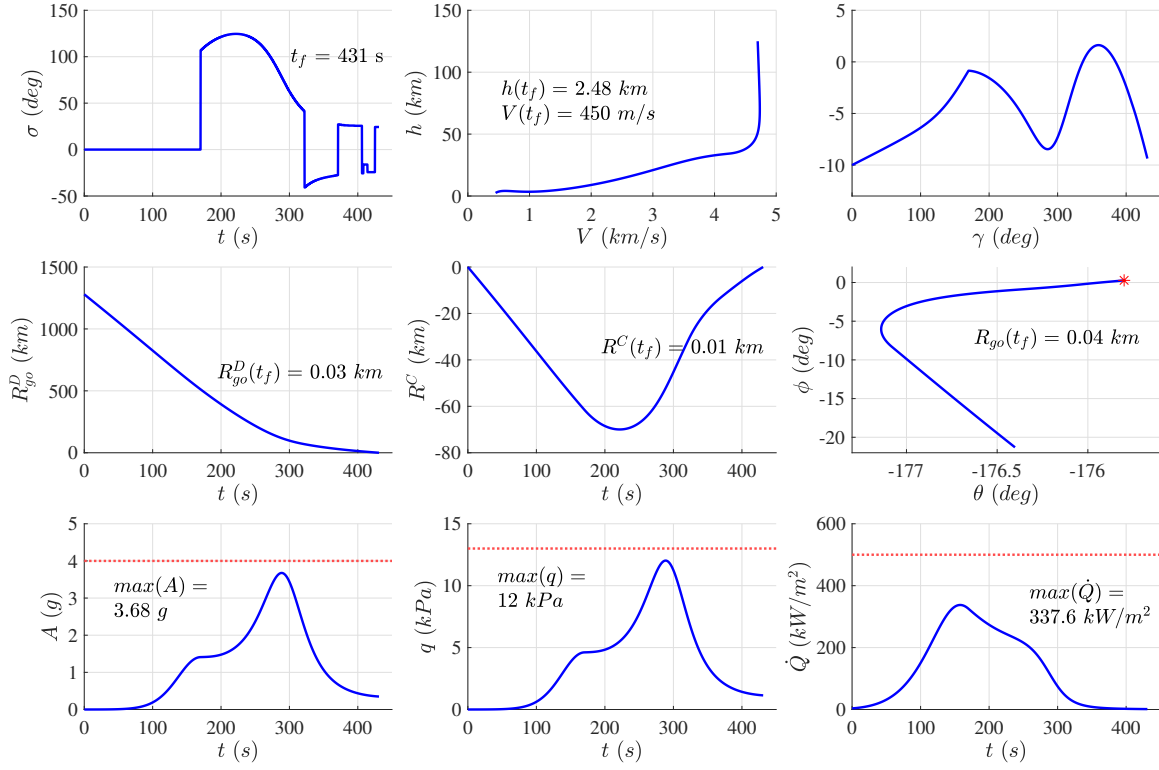 150
100
50
0
-50
σ (deg)
t_f = 431 s
0 100 200 300 400
t (s)
150
100
50
0
h (km)
h(t_f) = 2.48 km
V(t_f) = 450 m/s
0 1 2 3 4 5
V (km/s)
0
-5
-10
0 100 200 300 400
γ (deg)
1500
1000
500
0
R^D_go (km)
R^D_go(t_f) = 0.03 km
0 100 200 300 400
t (s)
0
-20
-40
-60
-80
R^C (km)
R^C(t_f) = 0.01 km
0 100 200 300 400
t (s)
0
-5
-10
-15
-20
ϕ (deg)
R_go(t_f) = 0.04 km
-177 -176.5 -176
θ (deg)
5
4
3
2
1
0
A (g)
max(A) =
3.68 g
0 100 200 300 400
t (s)
15
10
5
0
q (kPa)
max(q) =
12 kPa
0 100 200 300 400
t (s)
600
400
200
0
Q̇ (kW/m²)
max(Q̇) =
337.6 kW/m²
0 100 200 300 400
t (s)